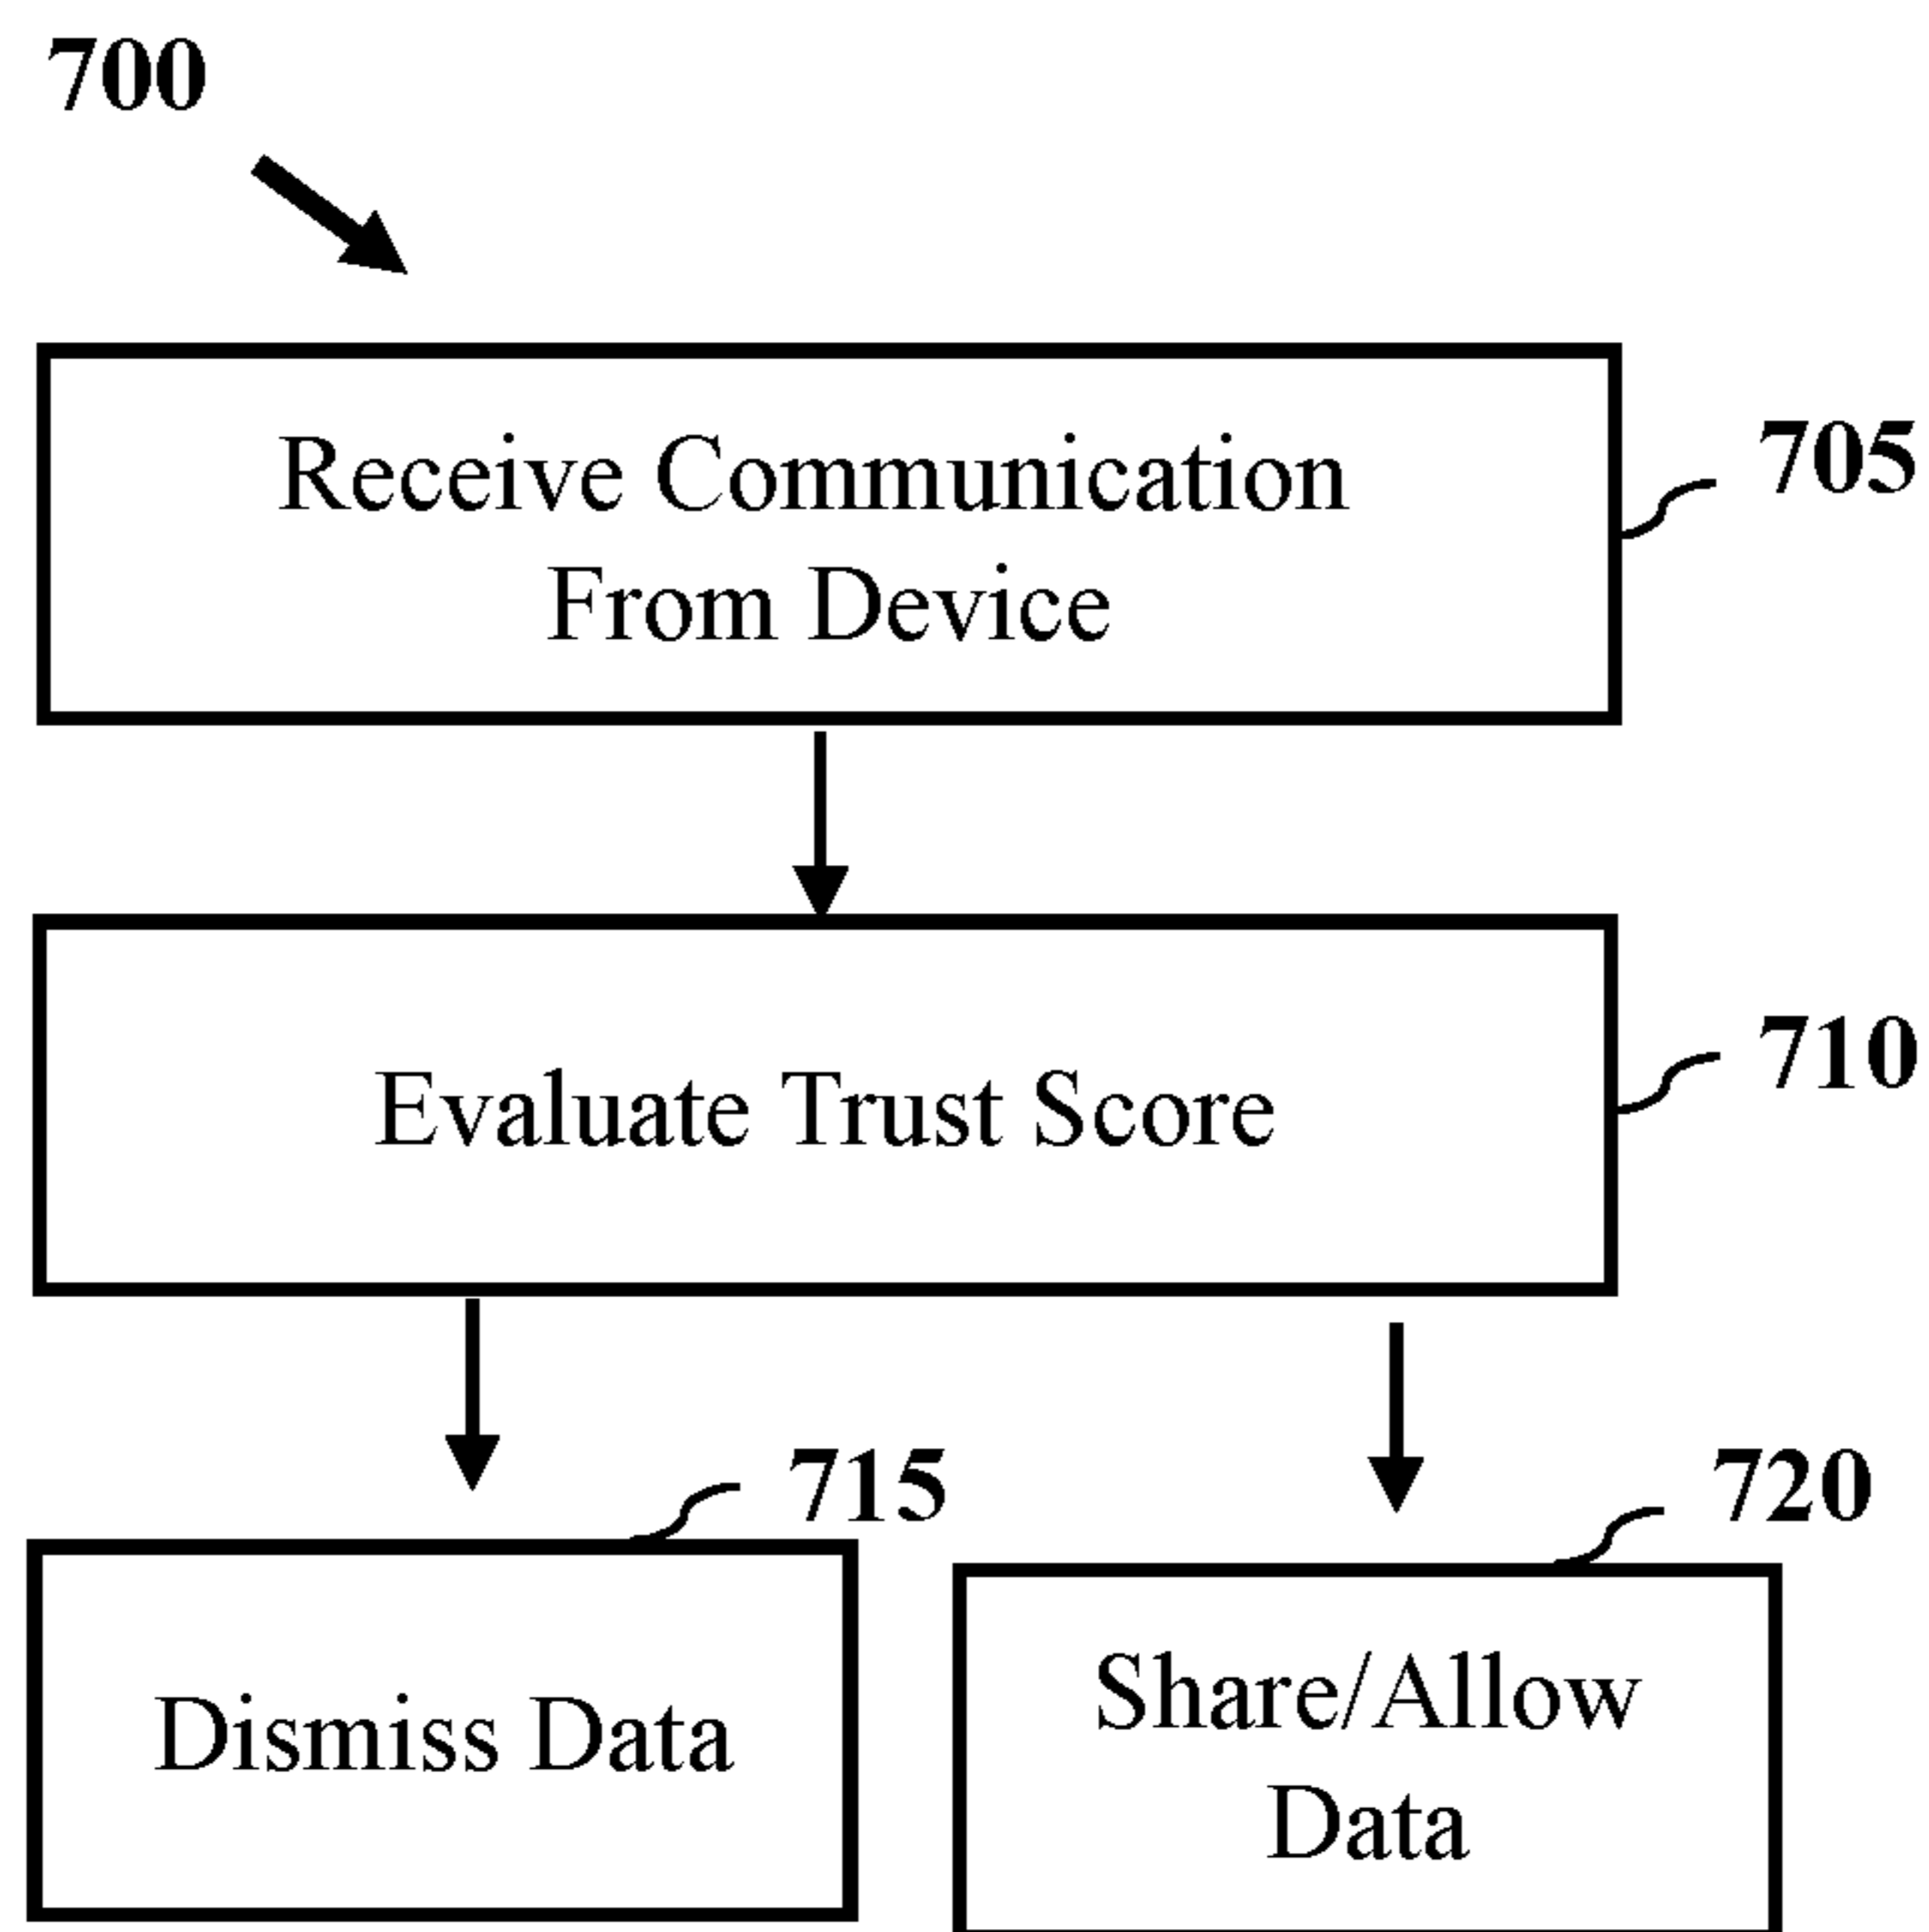 700
Receive Communication
From Device
705
Evaluate Trust Score
710
715
720
Dismiss Data
Share/Allow
Data